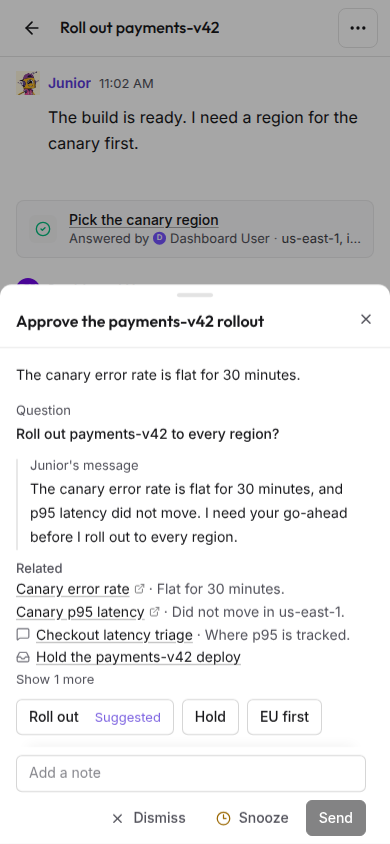 Roll out payments-v42
Junior 11:02 AM
The build is ready. I need a region for the
canary first.
Pick the canary region
Answered by D Dashboard User · us-east-1, i...
Approve the payments-v42 rollout
The canary error rate is flat for 30 minutes.
Question
Roll out payments-v42 to every region?
Junior's message
The canary error rate is flat for 30 minutes, and
p95 latency did not move. I need your go-ahead
before I roll out to every region.
Related
Canary error rate · Flat for 30 minutes.
Canary p95 latency · Did not move in us-east-1.
Checkout latency triage · Where p95 is tracked.
Hold the payments-v42 deploy
Show 1 more
Roll out Suggested Hold EU first
Add a note
Dismiss Snooze Send